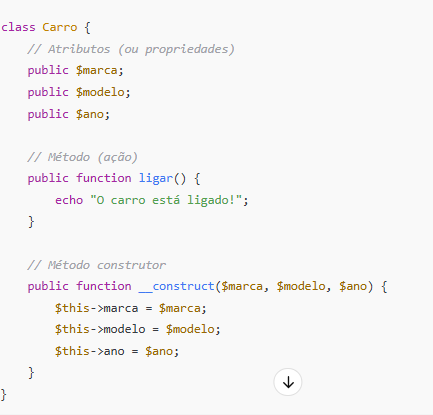 class Carro {
    // Atributos (ou propriedades)
    public $marca;
    public $modelo;
    public $ano;

    // Método (ação)
    public function ligar() {
        echo "O carro está ligado!";
    }

    // Método construtor
    public function __construct($marca, $modelo, $ano) {
        $this->marca = $marca;
        $this->modelo = $modelo;
        $this->ano = $ano;
    }
}